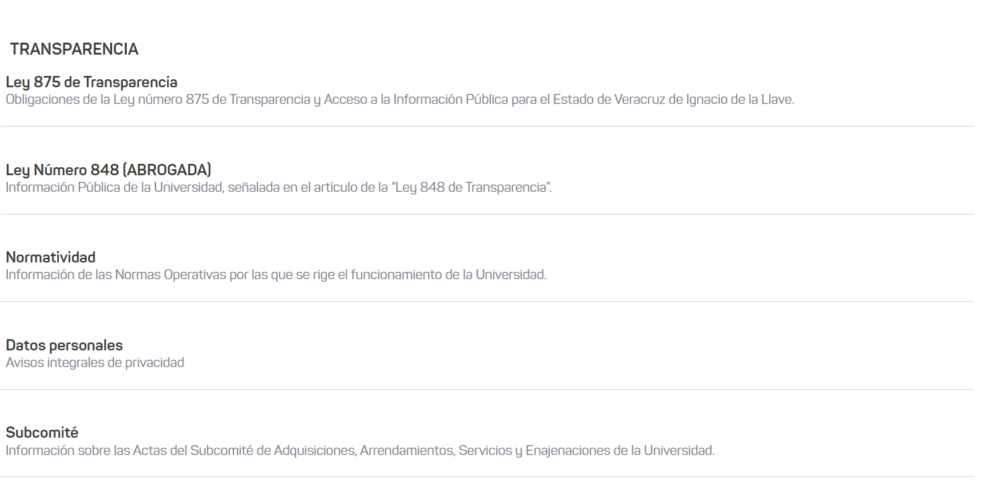 TRANSPARENCIA
Ley 875 de Transparencia
Obligaciones de la Ley número 875 de Transparencia y Acceso a la Información Pública para el Estado de Veracruz de Ignacio de la Llave.
Ley Número 848 (ABROGADA)
Información Pública de la Universidad, señalada en el artículo de la “Ley 848 de Transparencia”.
Normatividad
Información de las Normas Operativas por las que se rige el funcionamiento de la Universidad.
Datos personales
Avisos integrales de privacidad
Subcomité
Información sobre las Actas del Subcomité de Adquisiciones, Arrendamientos, Servicios y Enajenaciones de la Universidad.